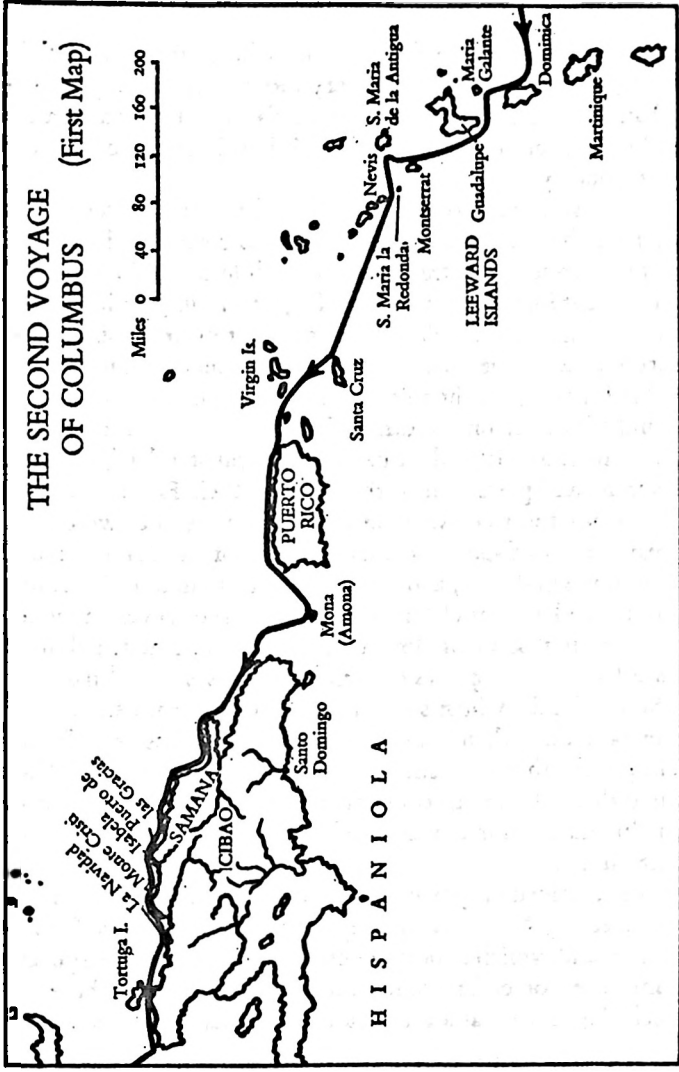 THE SECOND VOYAGE
OF COLUMBUS (First Map)
Miles 0 40 80 120 160 200
Tortuga I.
La Navidad
Monte Cristi
Isabela
Puerto de
las Gracias
SAMANA
CIBAO
Santo
Domingo
HISPANIOLA
Mona
(Amona)
PUERTO
RICO
Virgin Is.
Santa Cruz
S. Maria la
Redonda
Nevis
S. Maria
de la Antigua
Montserrat
LEEWARD
ISLANDS
Guadalupe
Maria
Galante
Dominica
Martinique